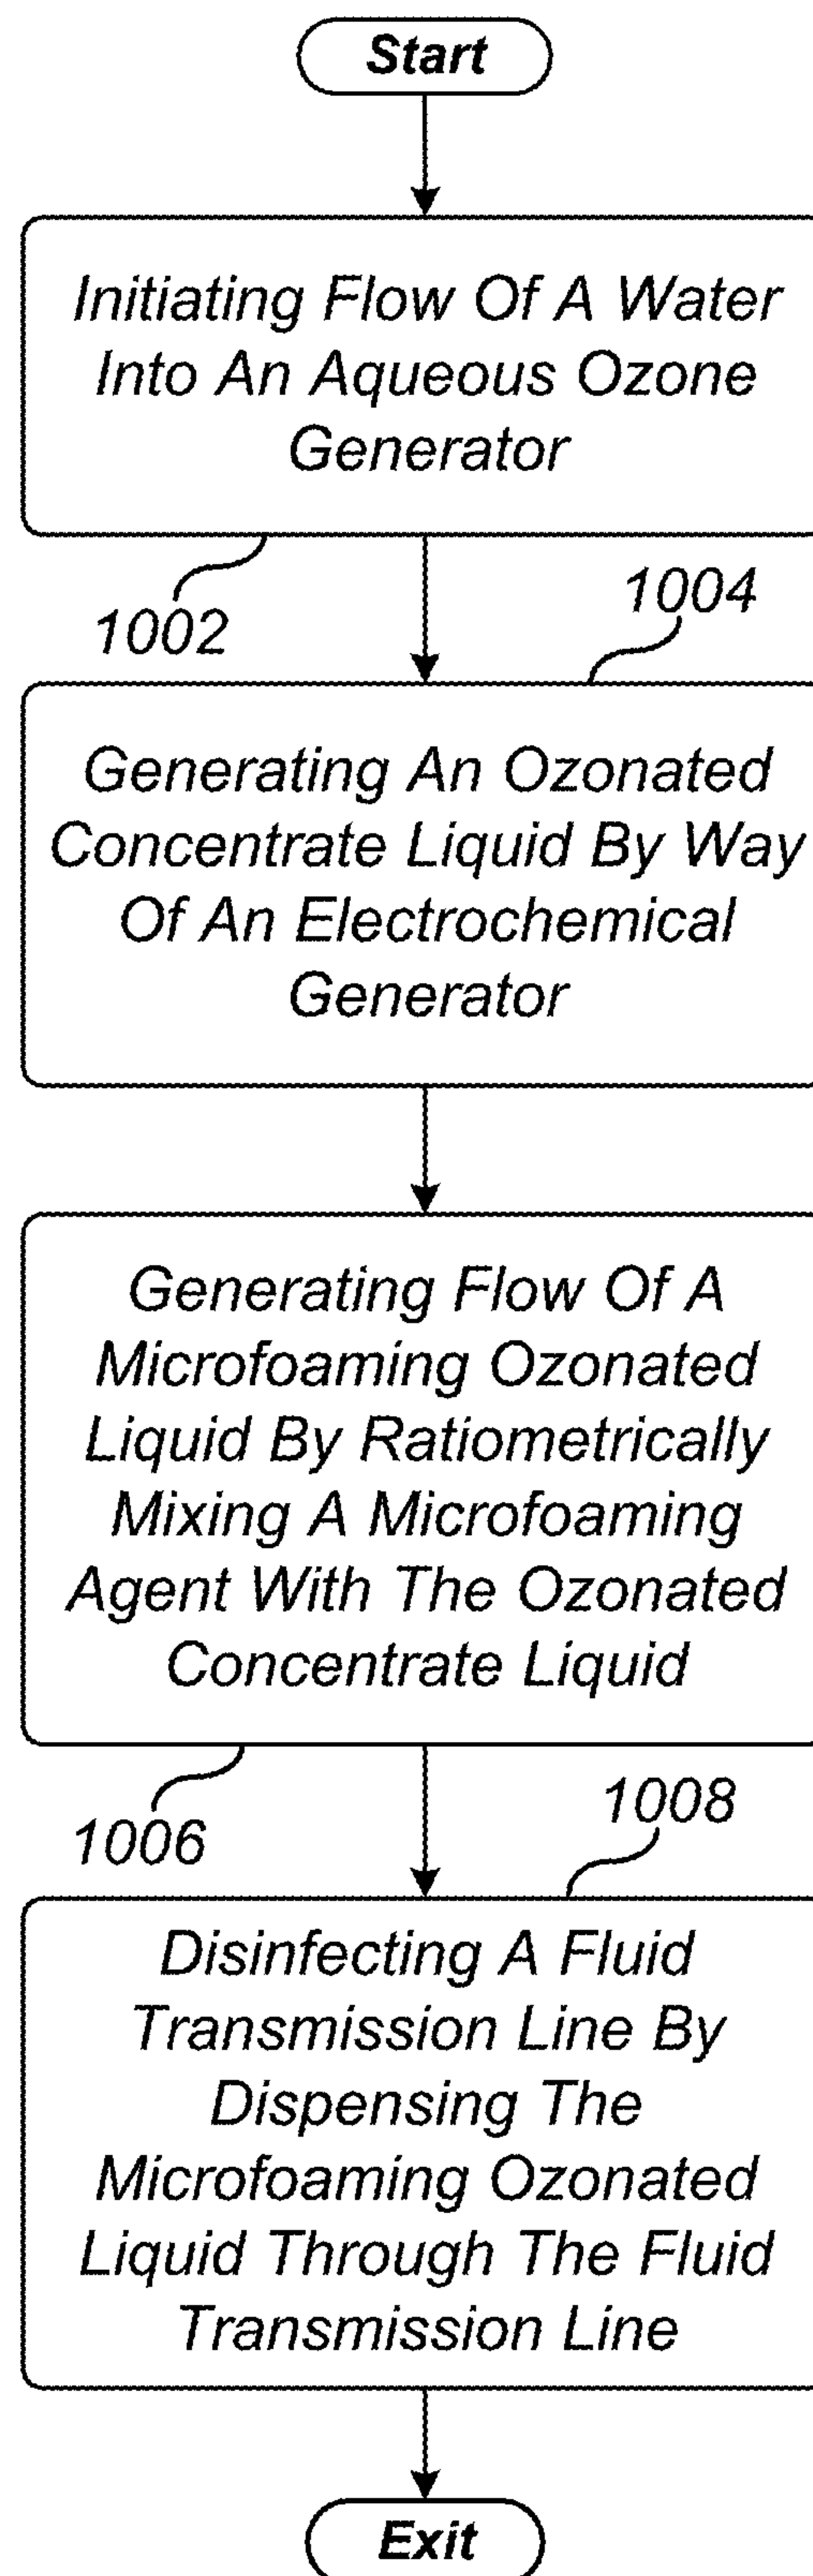 Start
Initiating Flow Of A Water
Into An Aqueous Ozone
Generator
1002
1004
Generating An Ozonated
Concentrate Liquid By Way
Of An Electrochemical
Generator
Generating Flow Of A
Microfoaming Ozonated
Liquid By Ratiometrically
Mixing A Microfoaming
Agent With The Ozonated
Concentrate Liquid
1006
1008
Disinfecting A Fluid
Transmission Line By
Dispensing The
Microfoaming Ozonated
Liquid Through The Fluid
Transmission Line
Exit